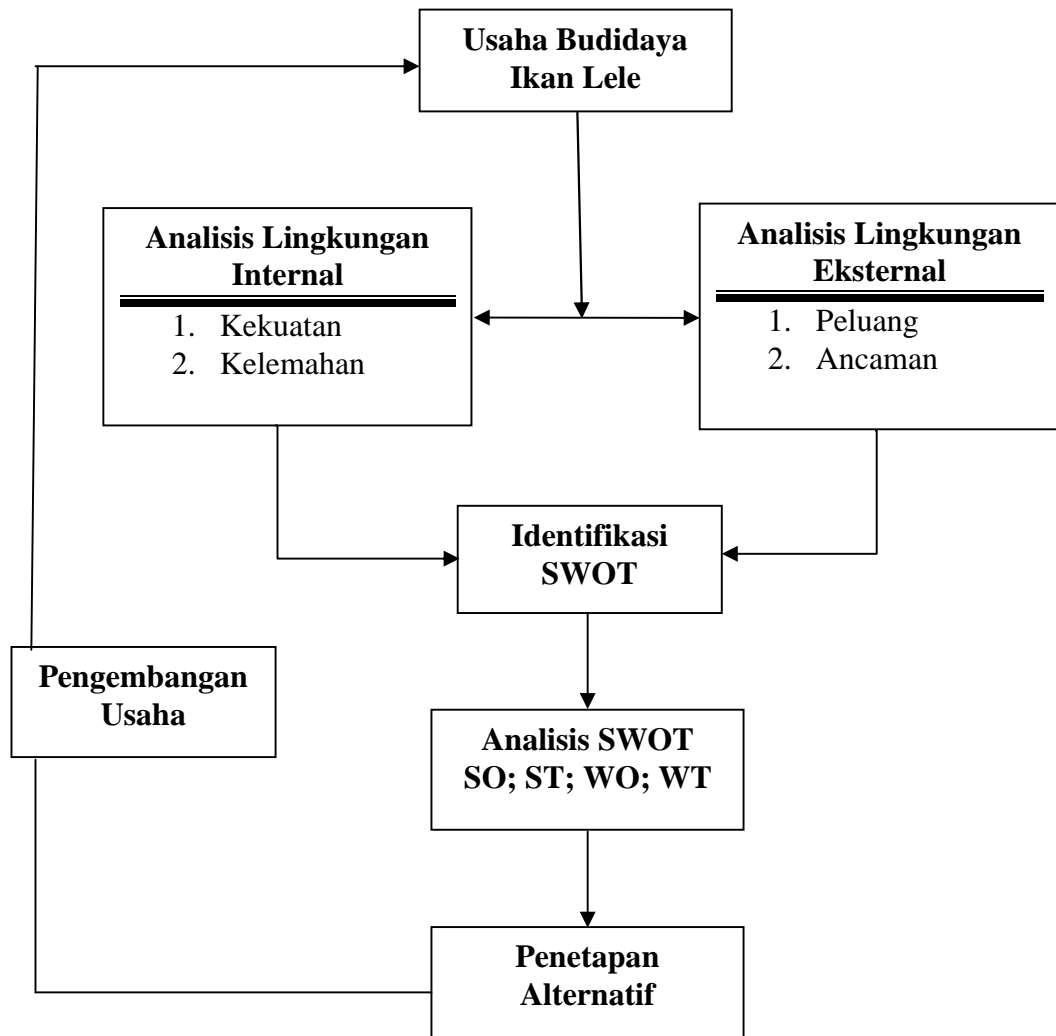 Usaha Budidaya
Ikan Lele
Analisis Lingkungan
Internal
1. Kekuatan
2. Kelemahan
Analisis Lingkungan
Eksternal
1. Peluang
2. Ancaman
Identifikasi
SWOT
Pengembangan
Usaha
Analisis SWOT
SO; ST; WO; WT
Penetapan
Alternatif